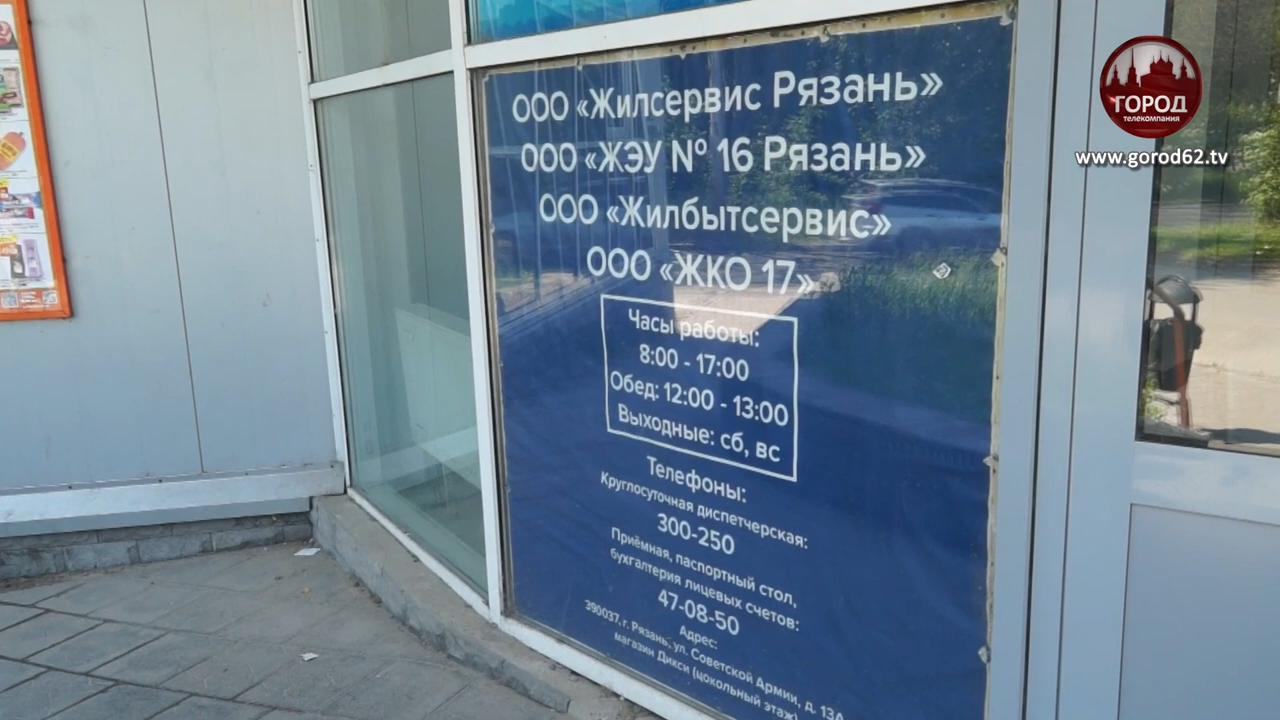 ООО «Жилсервис Рязань»
ООО «ЖЭУ № 16 Рязань»
ООО «Жилбытсервис»
ООО «ЖКО 17»
Часы работы:
8:00 - 17:00
Обед: 12:00 - 13:00
Выходные: сб, вс
Телефоны:
Круглосуточная диспетчерская:
300-250
Приёмная, паспортный стол,
бухгалтерия лицевых счетов:
47-08-50
Адрес:
390037, г. Рязань, ул. Советской Армии, д. 13А
магазин Дикси (цокольный этаж)
ГОРОД
телекомпания
www.gorod62.tv